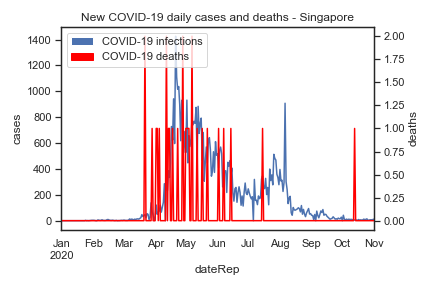 New COVID-19 daily cases and deaths - Singapore
COVID-19 infections
COVID-19 deaths
1400
1200
1000
800
600
400
200
0
cases
2.00
1.75
1.50
1.25
1.00
0.75
0.50
0.25
0.00
deaths
Jan Feb Mar Apr May Jun Jul Aug Sep Oct Nov
2020
dateRep